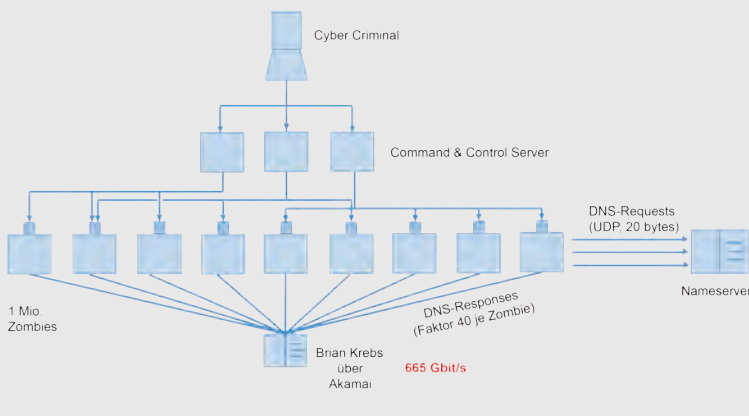 Cyber Criminal
Command & Control Server
DNS-Requests
(UDP, 20 bytes)
Nameserver
1 Mio.
Zombies
DNS-Responses
(Faktor 40 je Zombie)
Brian Krebs
über
Akamai
665 Gbit/s